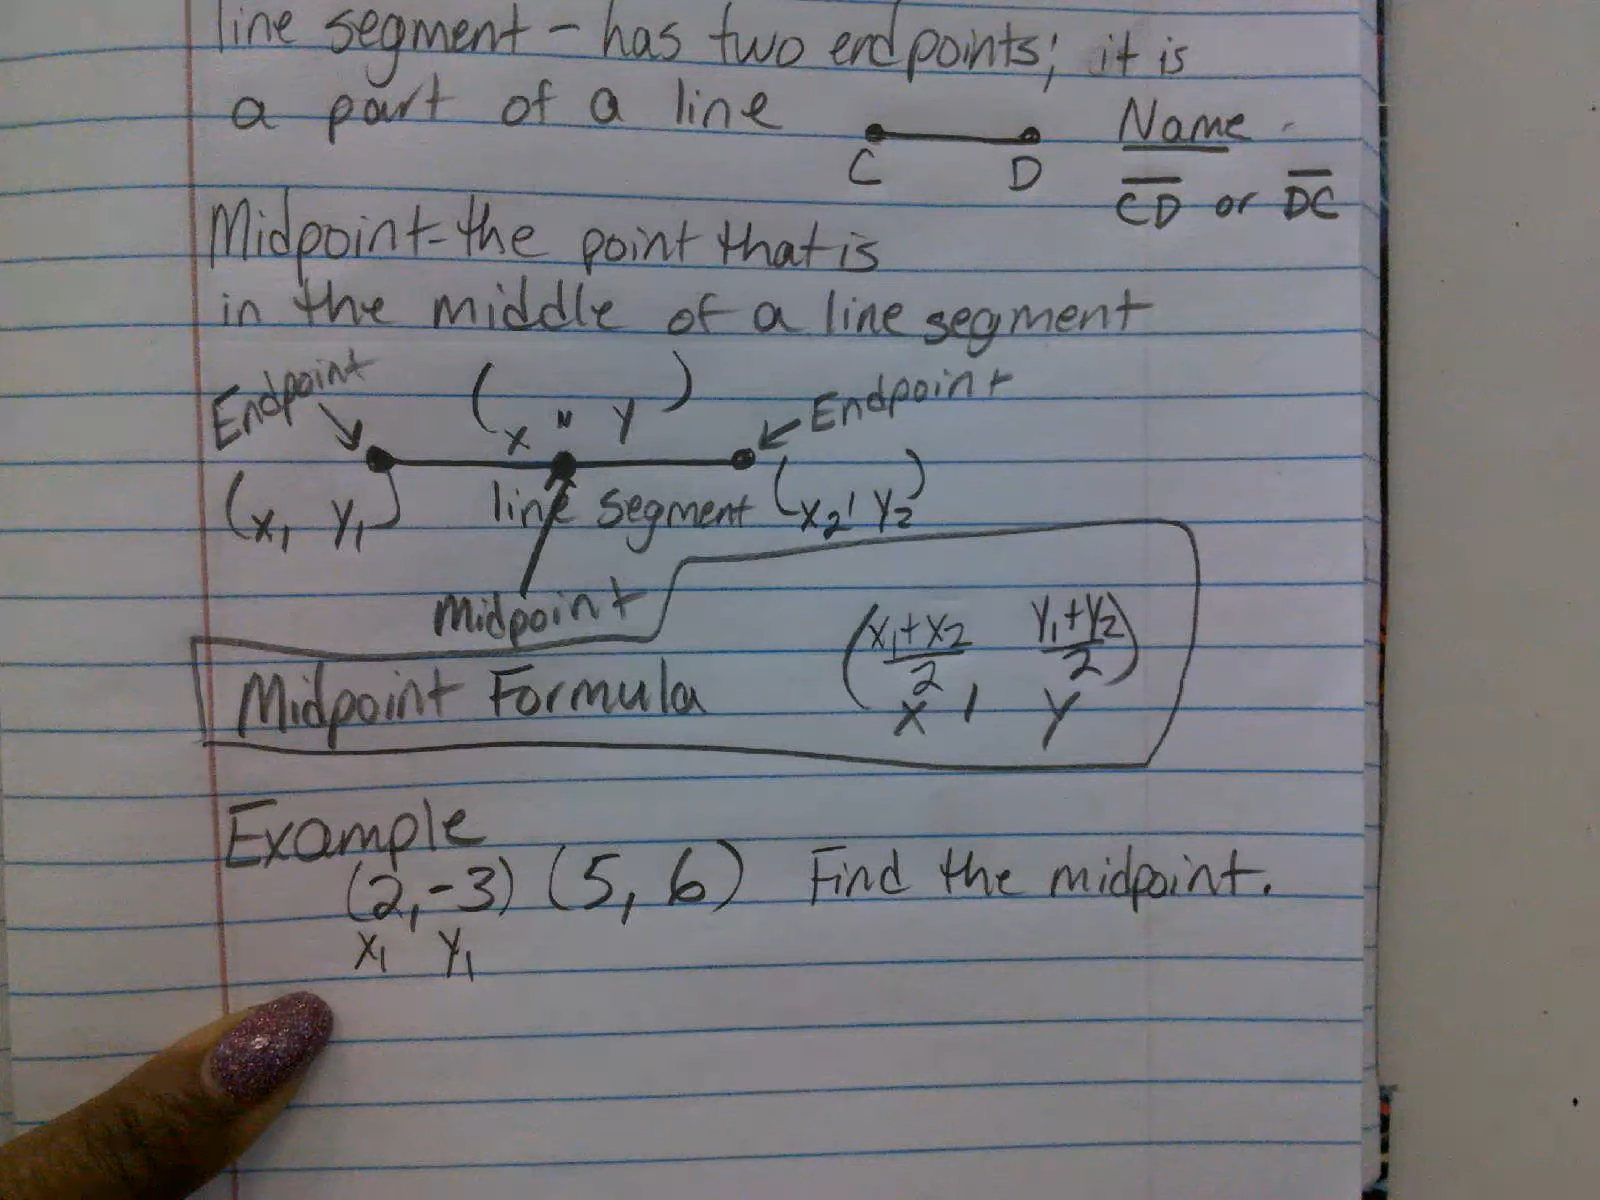 line segment - has two endpoints; it is
a part of a line
C D
Name
CD or DC
Midpoint - the point that is
in the middle of a line segment
Endpoint ( x " y ) Endpoint
(x1 y1) line segment (x2, y2)
Midpoint
Midpoint Formula (x1+x2/2 y1+y2/2)
x , y
Example
(2,-3) (5, 6) Find the midpoint.
x1 y1